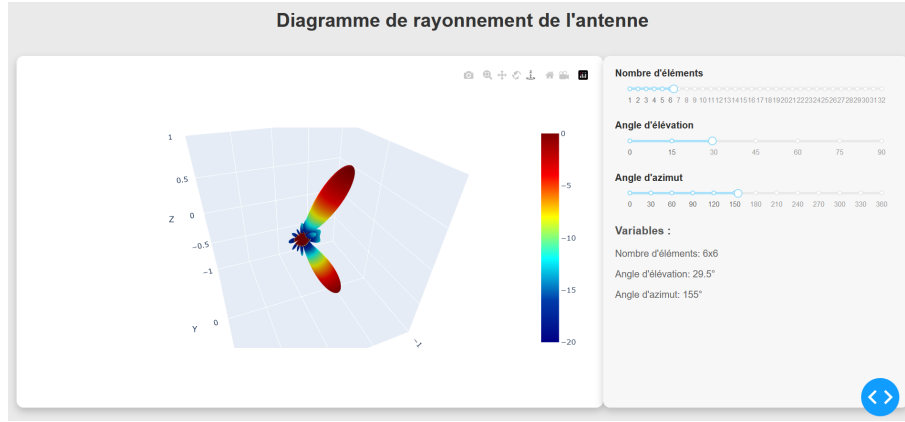 Diagramme de rayonnement de l'antenne
Nombre d'éléments
1 2 3 4 5 6 7 8 9 10 11 12 13 14 15 16 17 18 19 20 21 22 23 24 25 26 27 28 29 30 31 32
Angle d'élévation
0 15 30 45 60 75 90
Angle d'azimut
0 30 60 90 120 150 180 210 240 270 300 330 360
Variables :
Nombre d'éléments: 6x6
Angle d'élévation: 29.5°
Angle d'azimut: 155°
1
0.5
Z 0
−0.5
−1
Y 0
−1
0
−5
−10
−15
−20